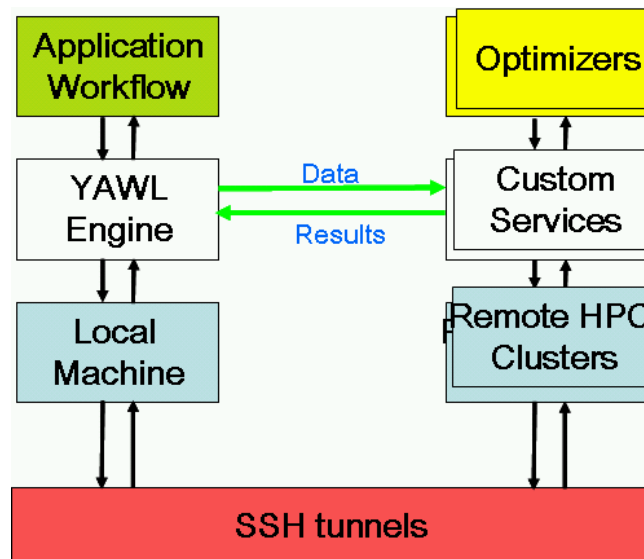 Application
Workflow
Optimizers
YAWL
Engine
Data
Results
Custom
Services
Local
Machine
Remote HPC
Clusters
SSH tunnels